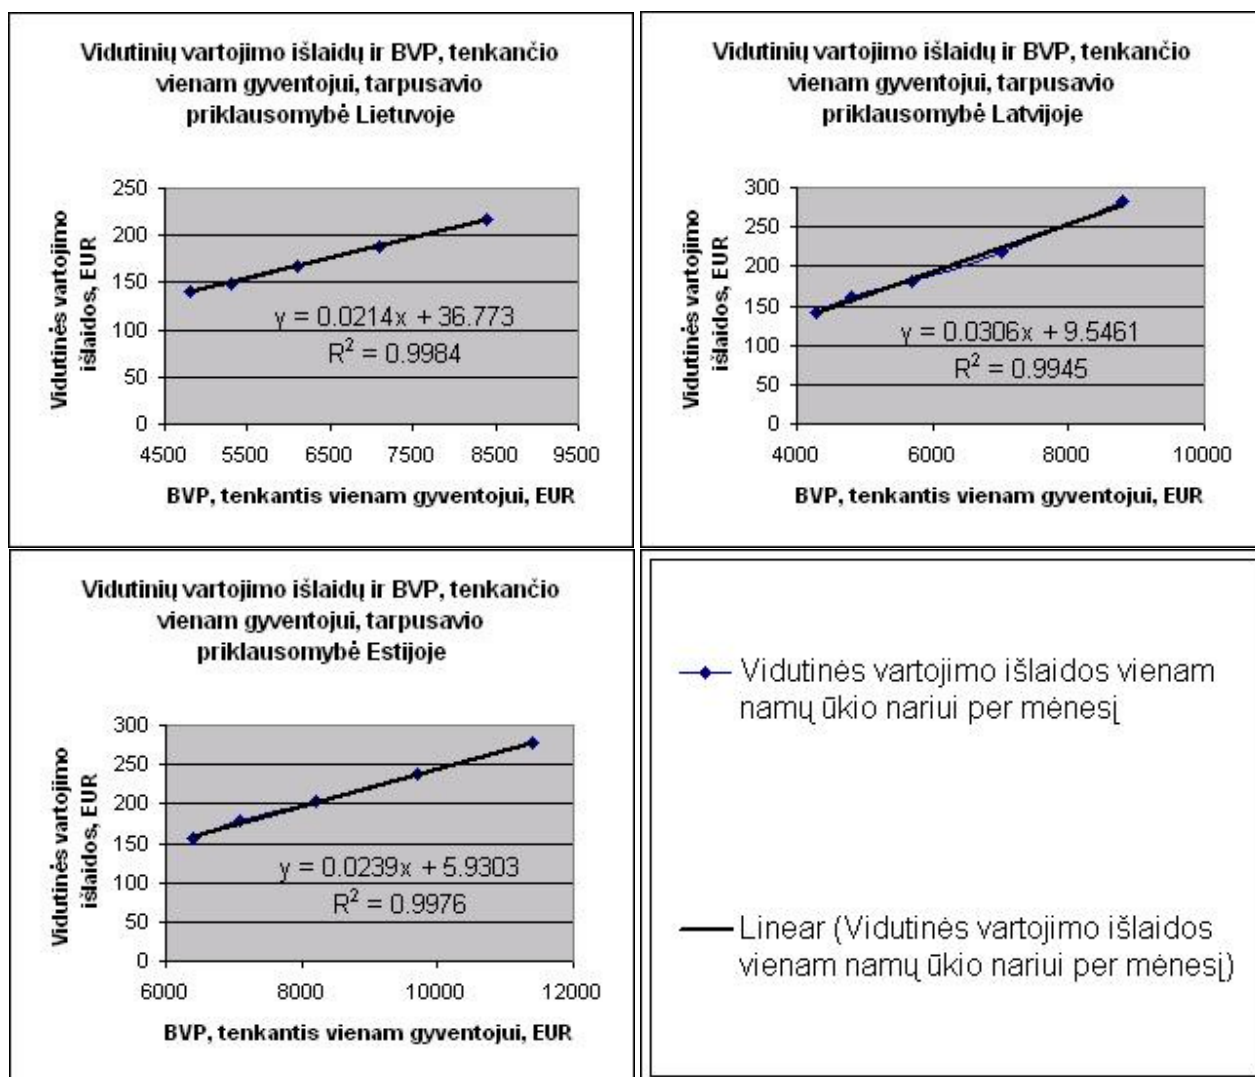 Vidutinių vartojimo išlaidų ir BVP, tenkančio
vienam gyventojui, tarpusavio
priklausomybė Lietuvoje
Vidutinės vartojimo
išlaidos, EUR
250
200
150
100
50
0
y = 0.0214x + 36.773
R² = 0.9984
4500 5500 6500 7500 8500 9500
BVP, tenkantis vienam gyventojui, EUR
Vidutinių vartojimo išlaidų ir BVP, tenkančio
vienam gyventojui, tarpusavio
priklausomybė Latvijoje
Vidutinės vartojimo
išlaidos, EUR
300
250
200
150
100
50
0
y = 0.0306x + 9.5461
R² = 0.9945
4000 6000 8000 10000
BVP, tenkantis vienam gyventojui, EUR
Vidutinių vartojimo išlaidų ir BVP, tenkančio
vienam gyventojui, tarpusavio
priklausomybė Estijoje
Vidutinės vartojimo
išlaidos, EUR
300
250
200
150
100
50
0
y = 0.0239x + 5.9303
R² = 0.9976
6000 8000 10000 12000
BVP, tenkantis vienam gyventojui, EUR
Vidutinės vartojimo išlaidos vienam
namų ūkio nariui per mėnesį
Linear (Vidutinės vartojimo išlaidos
vienam namų ūkio nariui per mėnesį)